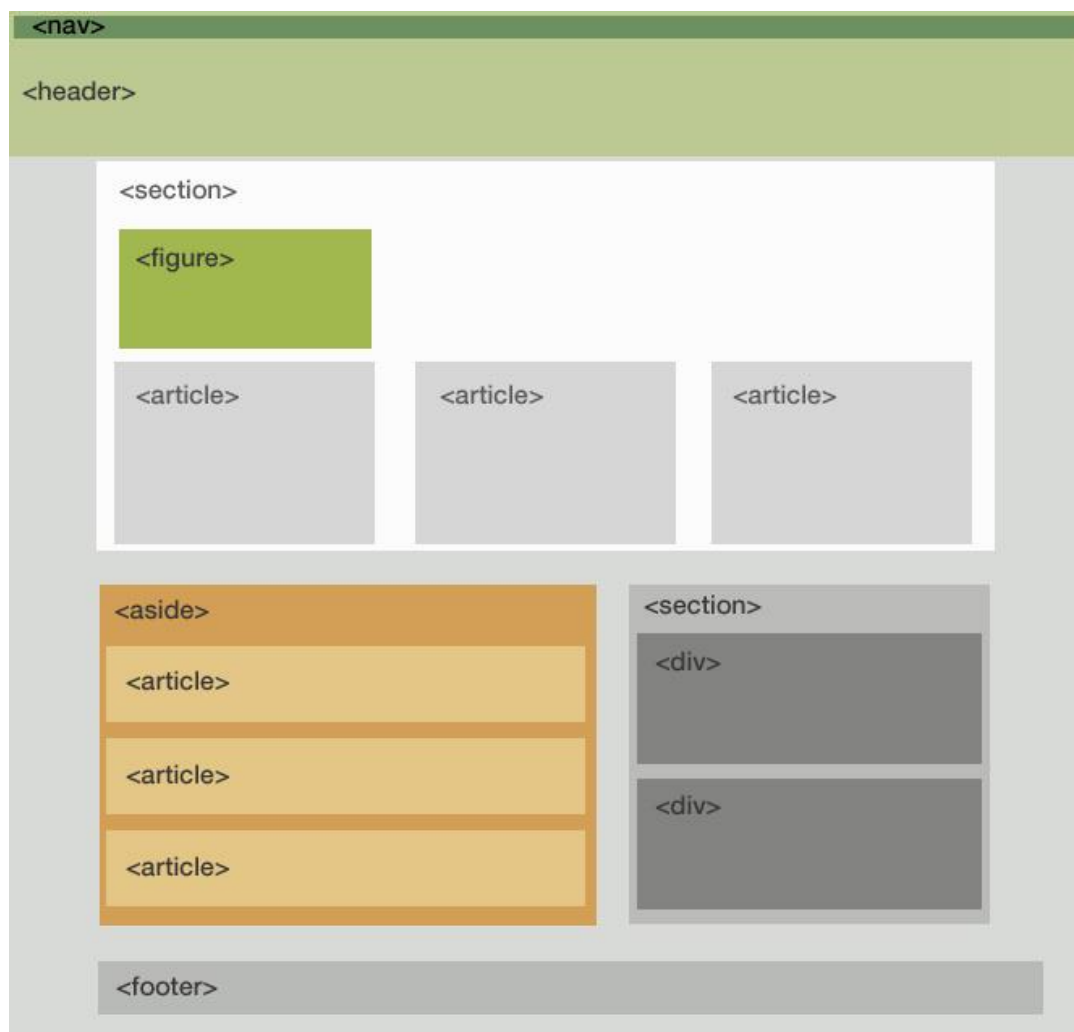 <nav>
<header>
<section>
<figure>
<article> <article> <article>
<aside>
<article>
<article>
<article>
<section>
<div>
<div>
<footer>